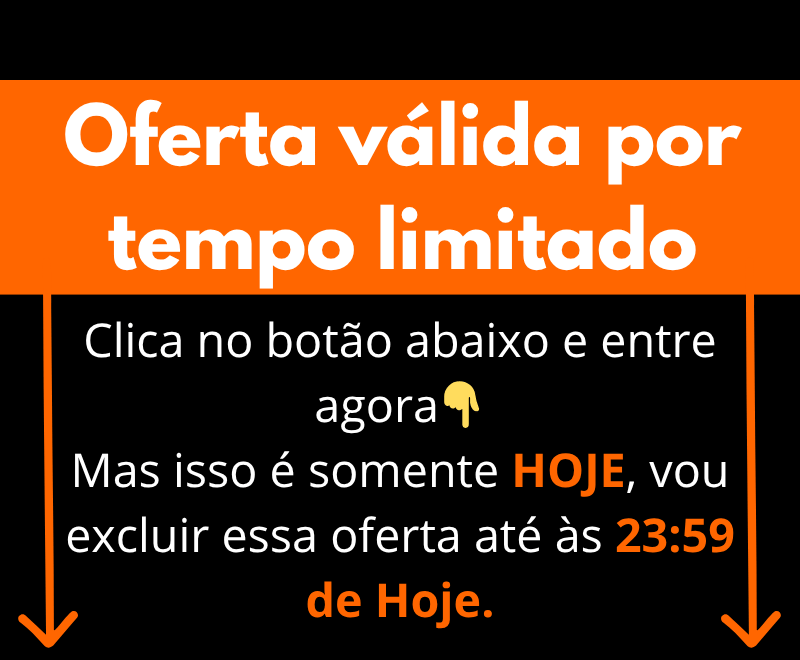 Oferta válida por
tempo limitado
Clica no botão abaixo e entre
agora👇
Mas isso é somente HOJE, vou
excluir essa oferta até às 23:59
de Hoje.